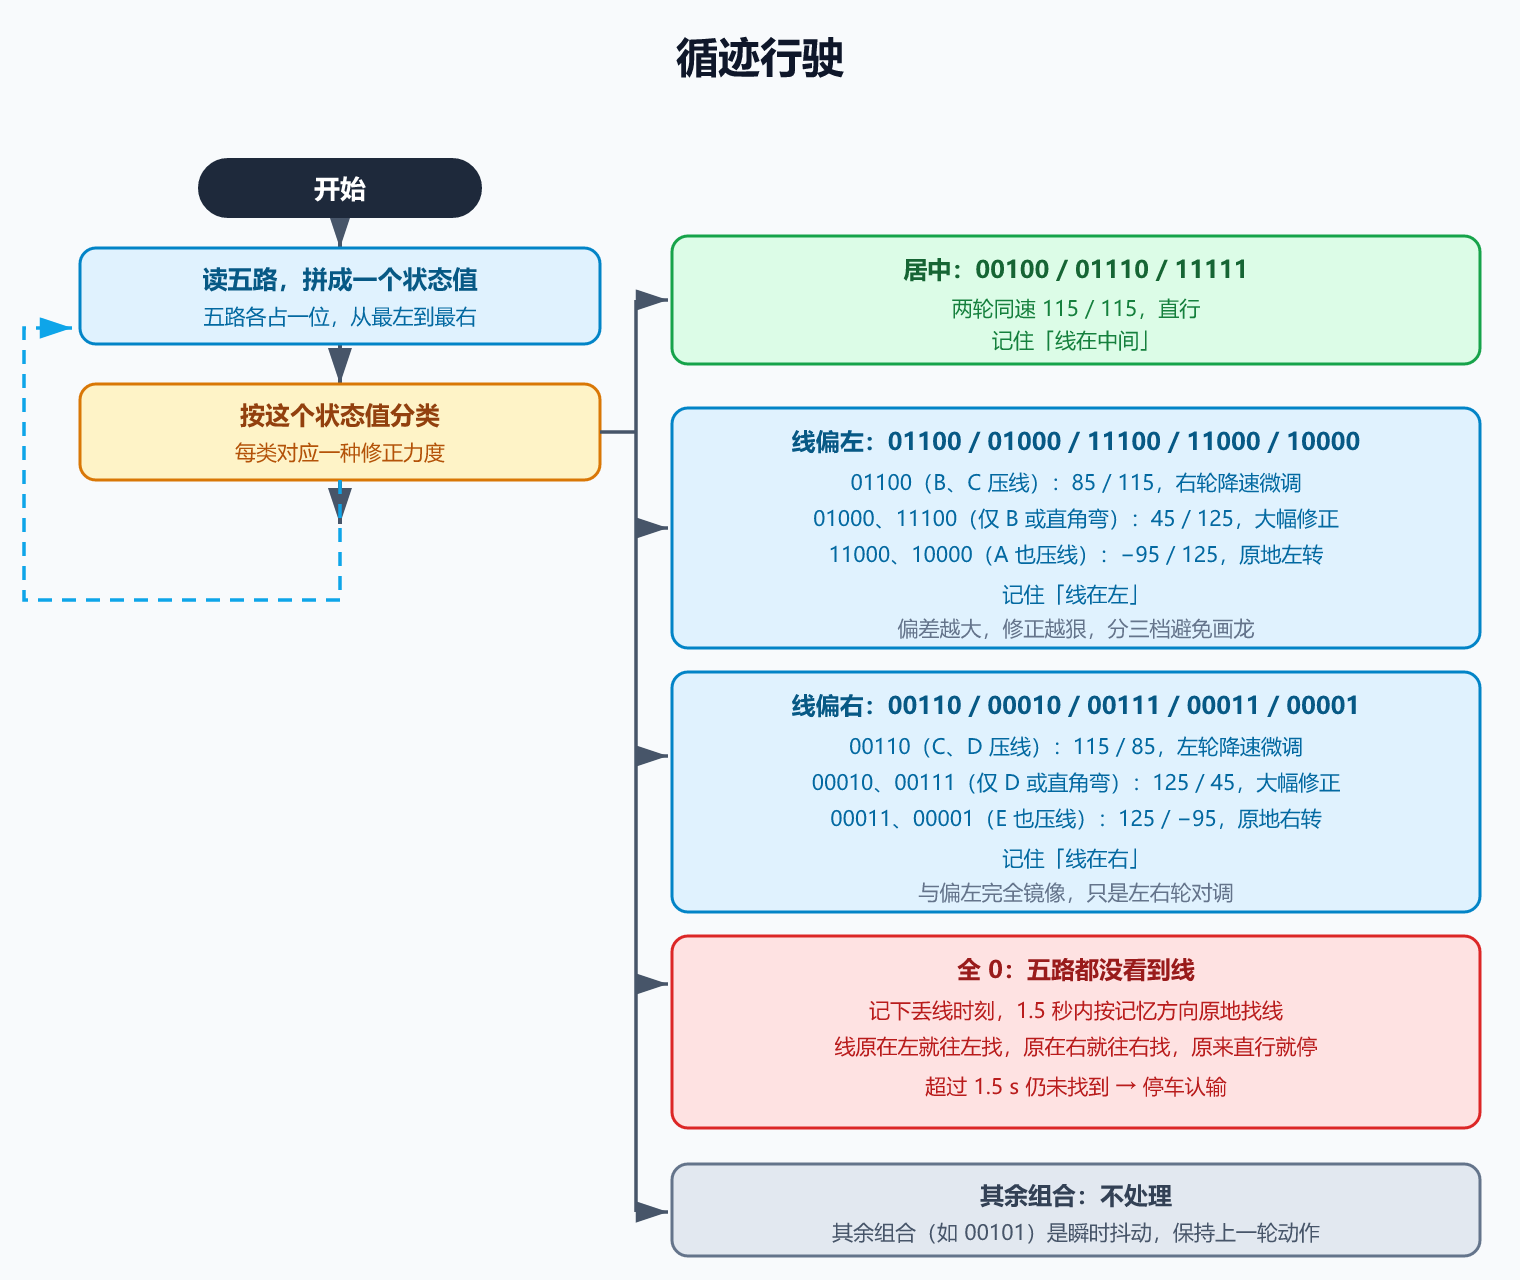 循迹行驶
开始
读五路，拼成一个状态值
五路各占一位，从最左到最右
按这个状态值分类
每类对应一种修正力度
居中：00100 / 01110 / 11111
两轮同速 115 / 115，直行
记住「线在中间」
线偏左：01100 / 01000 / 11100 / 11000 / 10000
01100（B、C 压线）：85 / 115，右轮降速微调
01000、11100（仅 B 或直角弯）：45 / 125，大幅修正
11000、10000（A 也压线）：−95 / 125，原地左转
记住「线在左」
偏差越大，修正越狠，分三档避免画龙
线偏右：00110 / 00010 / 00111 / 00011 / 00001
00110（C、D 压线）：115 / 85，左轮降速微调
00010、00111（仅 D 或直角弯）：125 / 45，大幅修正
00011、00001（E 也压线）：125 / −95，原地右转
记住「线在右」
与偏左完全镜像，只是左右轮对调
全 0：五路都没看到线
记下丢线时刻，1.5 秒内按记忆方向原地找线
线原在左就往左找，原在右就往右找，原来直行就停
超过 1.5 s 仍未找到 → 停车认输
其余组合：不处理
其余组合（如 00101）是瞬时抖动，保持上一轮动作